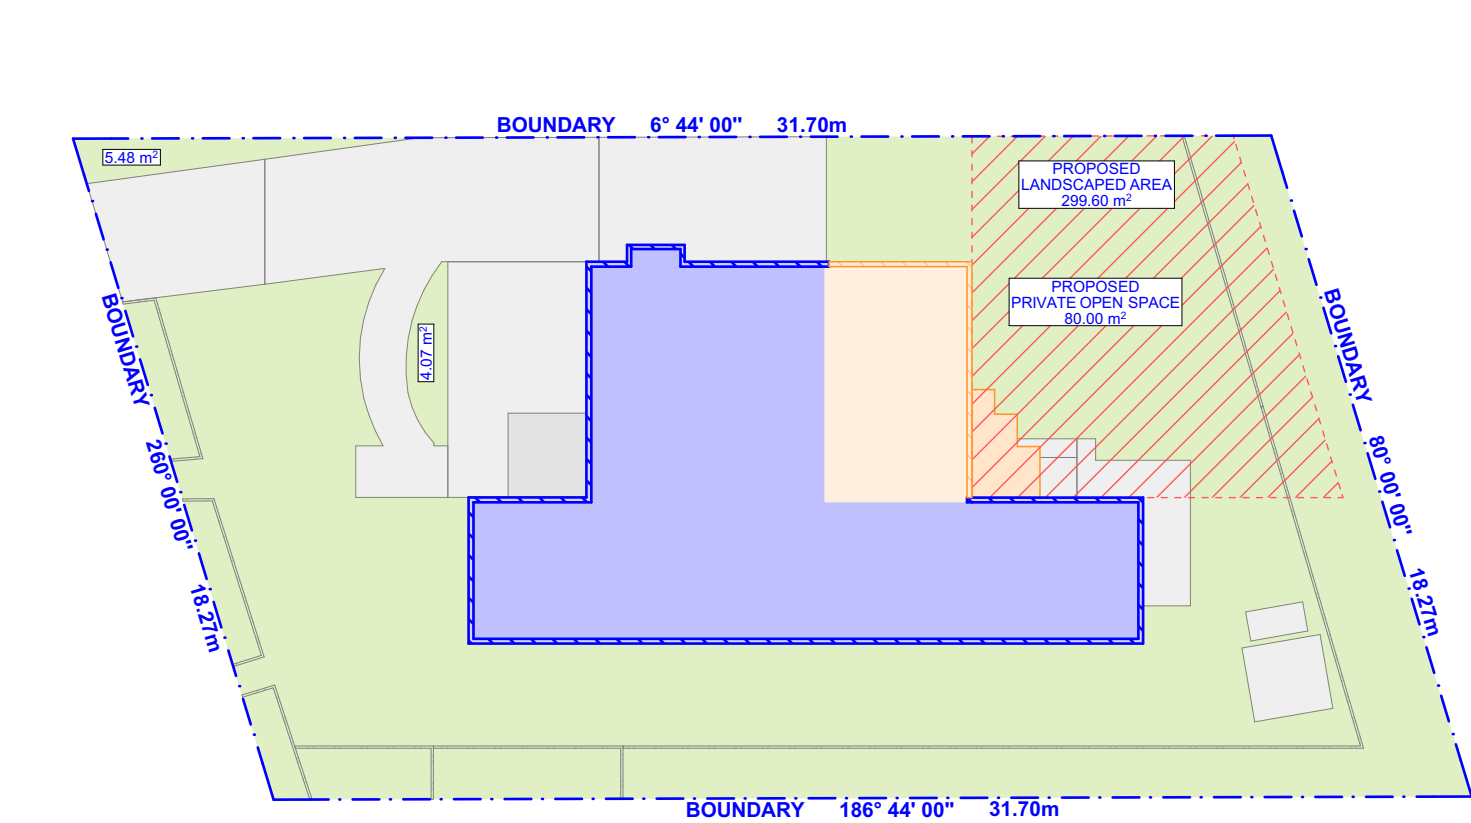 BOUNDARY 6° 44' 00" 31.70m
5.48 m²
PROPOSED
LANDSCAPED AREA
299.60 m²
PROPOSED
PRIVATE OPEN SPACE
80.00 m²
4.07 m²
BOUNDARY 260° 00' 00" 18.27m
BOUNDARY 80° 00' 00" 18.27m
BOUNDARY 186° 44' 00" 31.70m